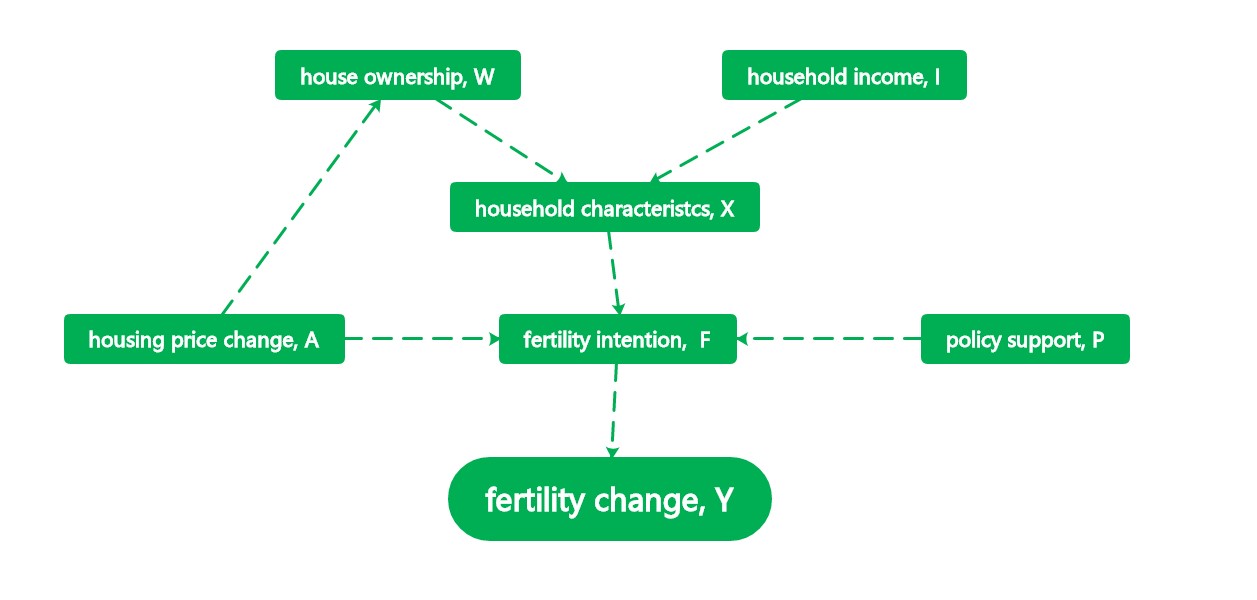 house ownership, W
household income, I
household characteristcs, X
housing price change, A
fertility intention,  F
policy support, P
fertility change, Y